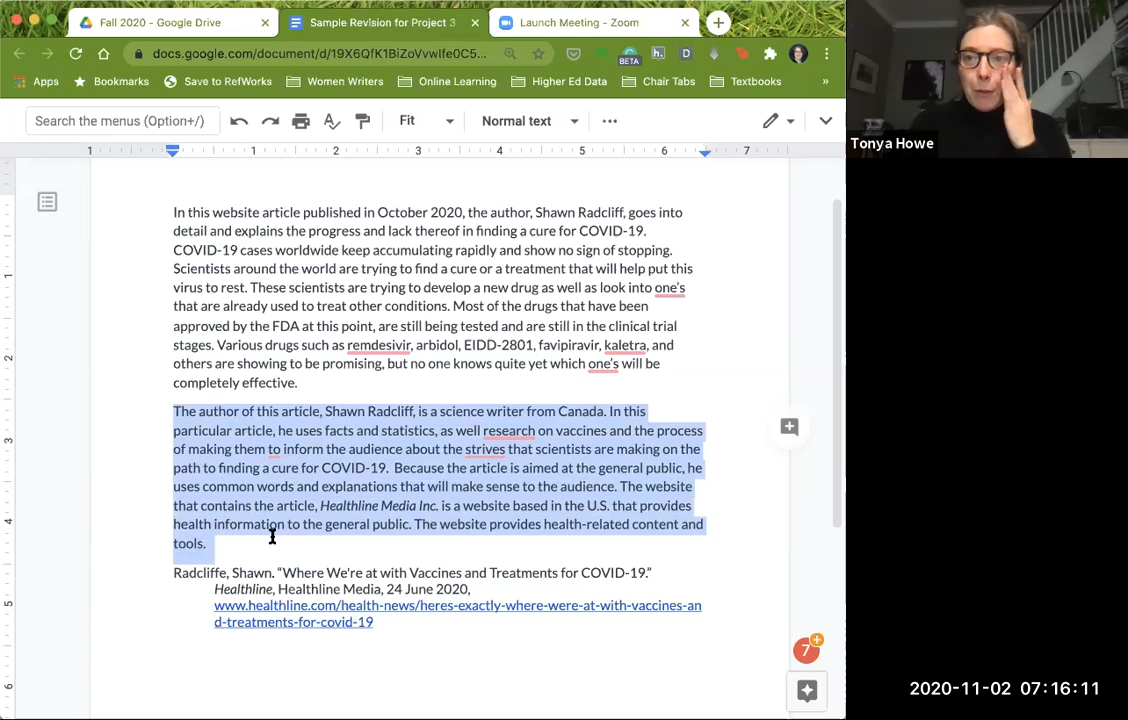 Fall 2020 - Google Drive
Sample Revision for Project 3
Launch Meeting - Zoom
docs.google.com/document/d/19X6QfK1BiZoVvwlfe0C5...
BETA
h.
D
Apps
Bookmarks
Save to RefWorks
Women Writers
Online Learning
Higher Ed Data
Chair Tabs
Textbooks
»
Search the menus (Option+/)
Fit
Normal text
1 1 2 3 4 5 6 7
Tonya Howe
In this website article published in October 2020, the author, Shawn Radcliff, goes into
detail and explains the progress and lack thereof in finding a cure for COVID-19.
COVID-19 cases worldwide keep accumulating rapidly and show no sign of stopping.
Scientists around the world are trying to find a cure or a treatment that will help put this
virus to rest. These scientists are trying to develop a new drug as well as look into one's
that are already used to treat other conditions. Most of the drugs that have been
approved by the FDA at this point, are still being tested and are still in the clinical trial
stages. Various drugs such as remdesivir, arbidol, EIDD-2801, favipiravir, kaletra, and
others are showing to be promising, but no one knows quite yet which one's will be
completely effective.
The author of this article, Shawn Radcliff, is a science writer from Canada. In this
particular article, he uses facts and statistics, as well research on vaccines and the process
of making them to inform the audience about the strives that scientists are making on the
path to finding a cure for COVID-19.  Because the article is aimed at the general public, he
uses common words and explanations that will make sense to the audience. The website
that contains the article, Healthline Media Inc. is a website based in the U.S. that provides
health information to the general public. The website provides health-related content and
tools.
Radcliffe, Shawn. “Where We're at with Vaccines and Treatments for COVID-19.”
Healthline, Healthline Media, 24 June 2020,
www.healthline.com/health-news/heres-exactly-where-were-at-with-vaccines-an
d-treatments-for-covid-19
1
2
3
4
5
6
7
2020-11-02 07:16:11